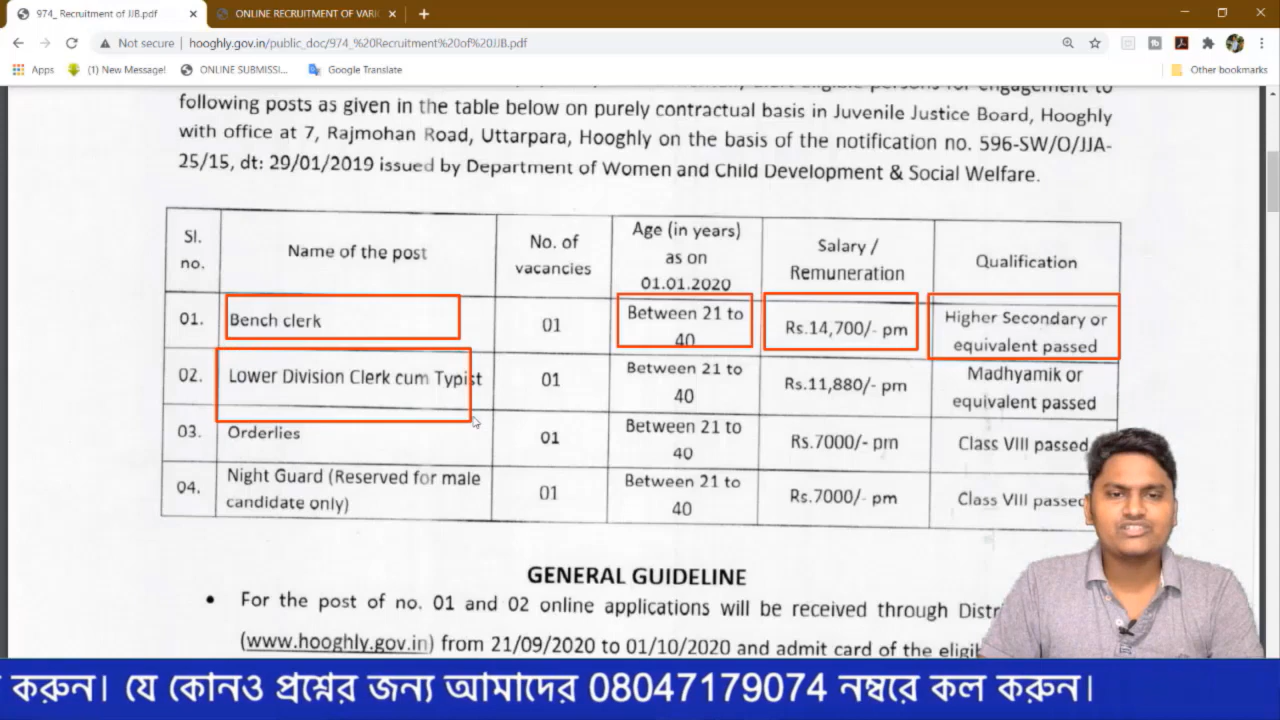 974_ Recruitment of JJB.pdf
ONLINE RECRUITMENT OF VARI
Not secure | hooghly.gov.in/public_doc/974_%20Recruitment%20of%20JJB.pdf
Apps (1) New Message! ONLINE SUBMISSI... Google Translate Other bookmarks
following posts as given in the table below on purely contractual basis in Juvenile Justice Board, Hooghly
with office at 7, Rajmohan Road, Uttarpara, Hooghly on the basis of the notification no. 596-SW/O/JJA-
25/15, dt: 29/01/2019 issued by Department of Women and Child Development & Social Welfare.
Sl. no. Name of the post No. of vacancies Age (in years) as on 01.01.2020 Salary / Remuneration Qualification
01. Bench clerk 01 Between 21 to 40 Rs.14,700/- pm Higher Secondary or equivalent passed
02. Lower Division Clerk cum Typist 01 Between 21 to 40 Rs.11,880/- pm Madhyamik or equivalent passed
03. Orderlies 01 Between 21 to 40 Rs.7000/- pm Class VIII passed
04. Night Guard (Reserved for male candidate only) 01 Between 21 to 40 Rs.7000/- pm Class VIII passed
GENERAL GUIDELINE
• For the post of no. 01 and 02 online applications will be received through Distr
(www.hooghly.gov.in) from 21/09/2020 to 01/10/2020 and admit card of the eligib
করুন। যে কোনও প্রশ্নের জন্য আমাদের 08047179074 নম্বরে কল করুন।